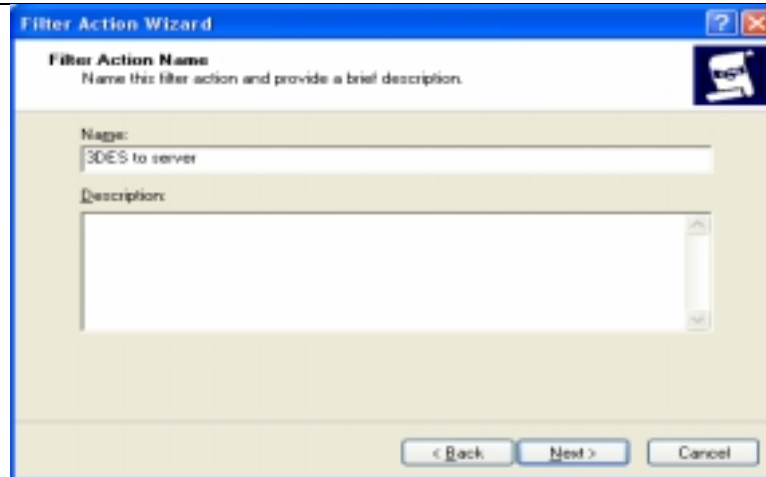 Filter Action Wizard
Filter Action Name
Name this filter action and provide a brief description.
Name:
3DES to server
Description:
< Back
Next >
Cancel